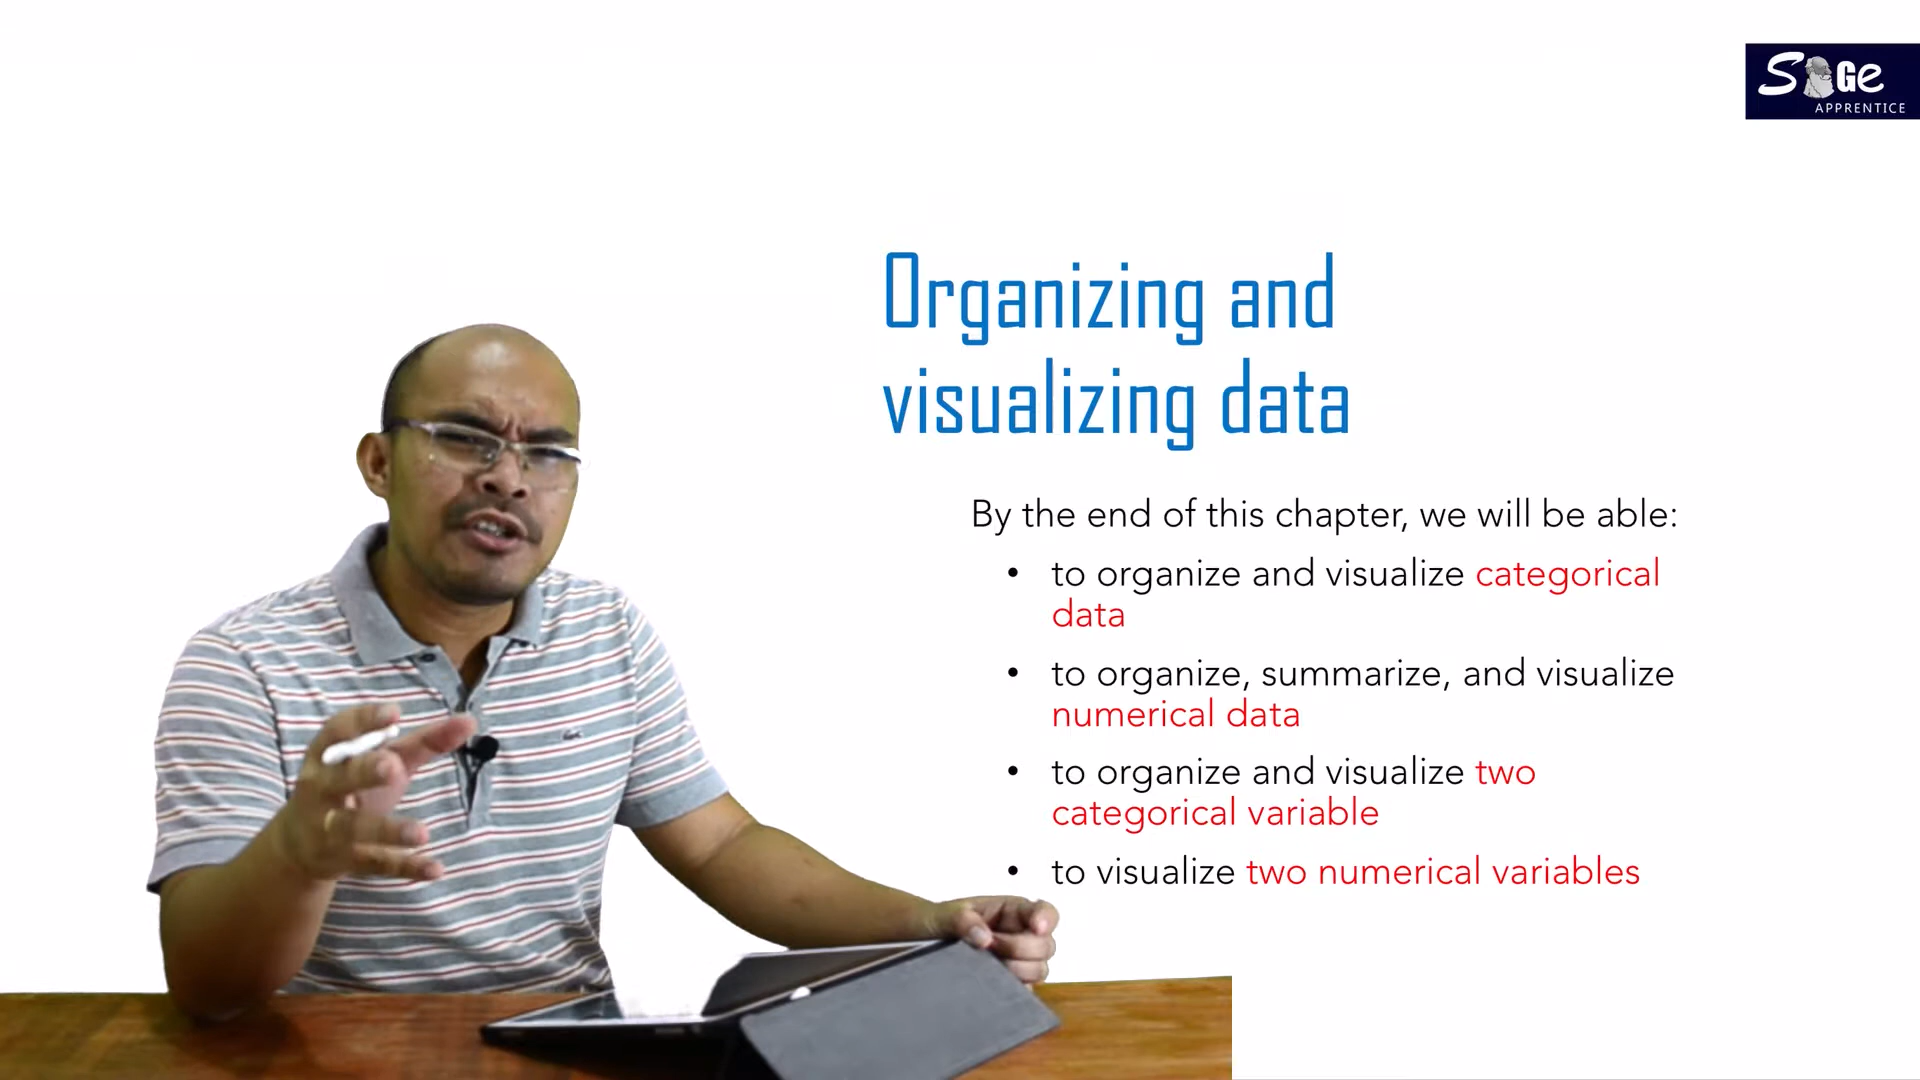 SaGe
APPRENTICE
Organizing and
visualizing data
By the end of this chapter, we will be able:
• to organize and visualize categorical
data
• to organize, summarize, and visualize
numerical data
• to organize and visualize two
categorical variable
• to visualize two numerical variables